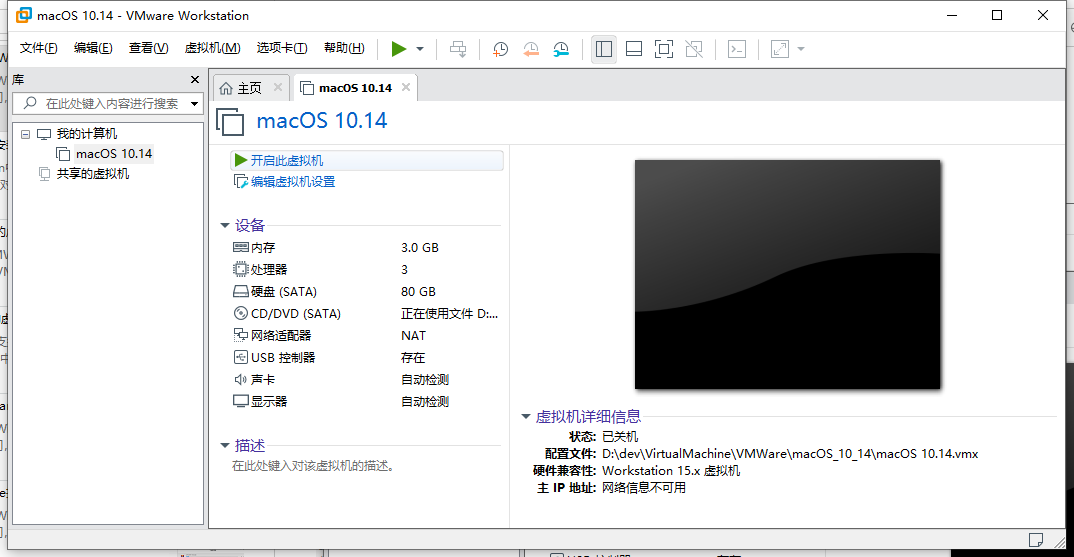 macOS 10.14 - VMware Workstation
文件(F) 编辑(E) 查看(V) 虚拟机(M) 选项卡(T) 帮助(H)
库
在此处键入内容进行搜索
我的计算机
macOS 10.14
共享的虚拟机
主页
macOS 10.14
macOS 10.14
开启此虚拟机
编辑虚拟机设置
设备
内存 3.0 GB
处理器 3
硬盘 (SATA) 80 GB
CD/DVD (SATA) 正在使用文件 D:...
网络适配器 NAT
USB 控制器 存在
声卡 自动检测
显示器 自动检测
描述
在此处键入对该虚拟机的描述。
虚拟机详细信息
状态: 已关机
配置文件: D:\dev\VirtualMachine\VMWare\macOS_10_14\macOS 10.14.vmx
硬件兼容性: Workstation 15.x 虚拟机
主 IP 地址: 网络信息不可用